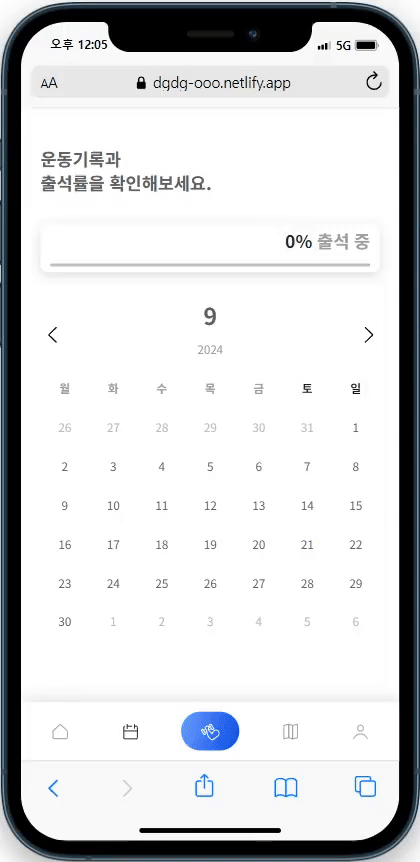 오후 12:05
5G
AA
dgdg-ooo.netlify.app
운동기록과
출석률을 확인해보세요.
0% 출석 중
9
2024
월 화 수 목 금 토 일
26 27 28 29 30 31 1
2 3 4 5 6 7 8
9 10 11 12 13 14 15
16 17 18 19 20 21 22
23 24 25 26 27 28 29
30 1 2 3 4 5 6